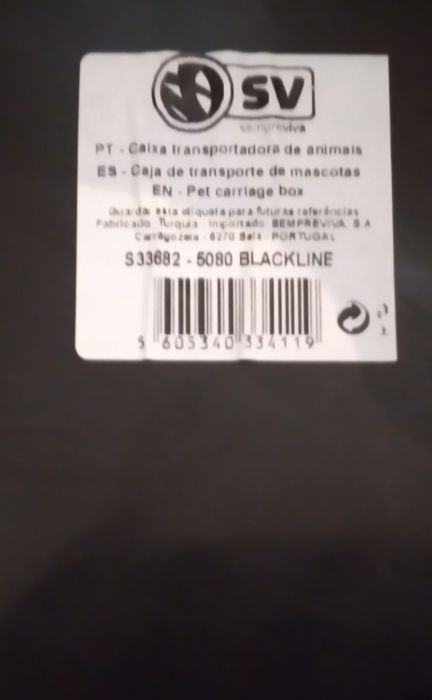 SV
sempreviva
PT - Caixa transportadora de animais
ES - Caja de transporte de mascotas
EN - Pet carriage box
Guardar esta etiqueta para futuras referências
Fabricado Turquia Importado SEMPREVIVA S.A
6270 Seia PORTUGAL
S33682 - 5080 BLACKLINE
5 605340 334119